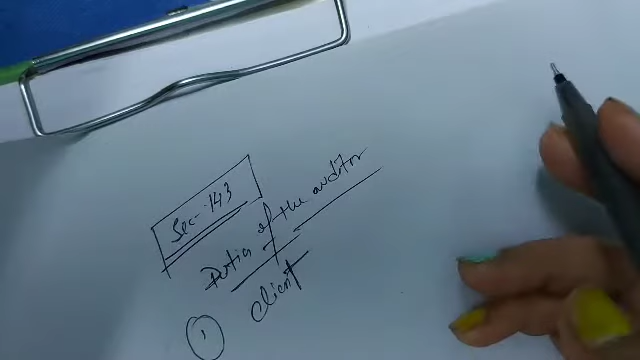 Sec-143
Duties of the auditor
① Client